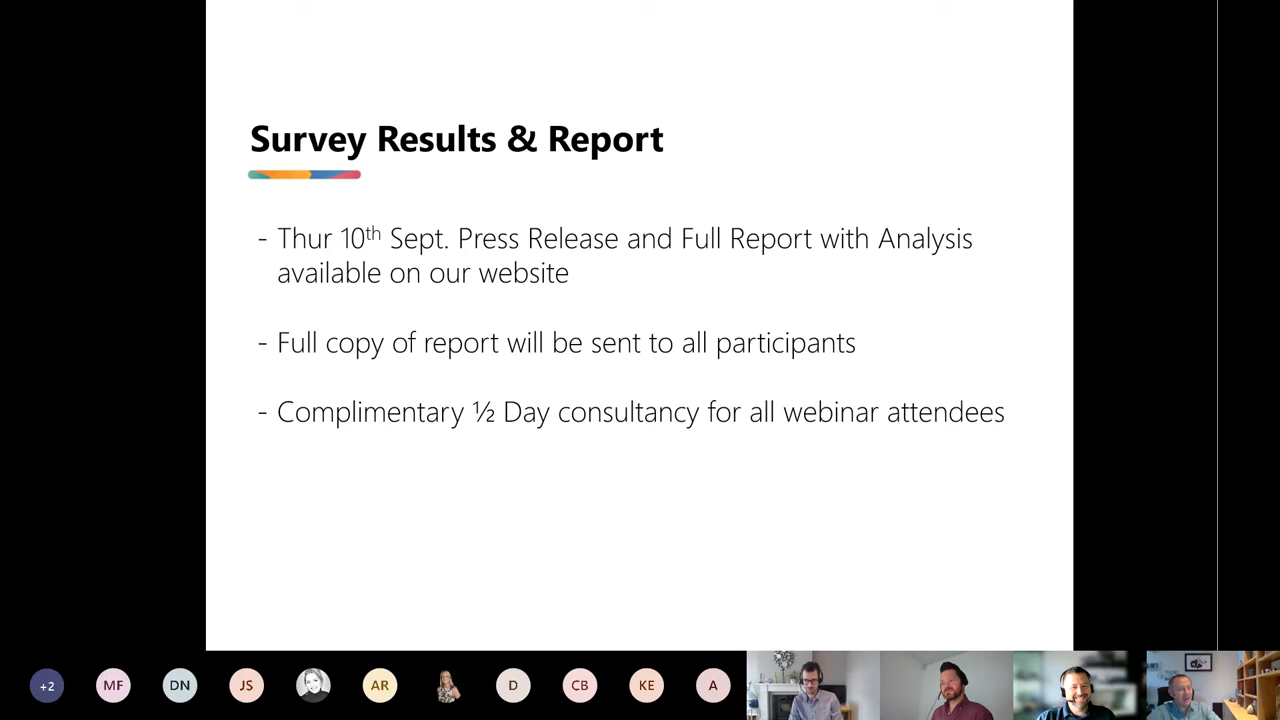 Survey Results & Report
- Thur 10th Sept. Press Release and Full Report with Analysis
available on our website
- Full copy of report will be sent to all participants
- Complimentary ½ Day consultancy for all webinar attendees
+2 MF DN JS AR D CB KE A